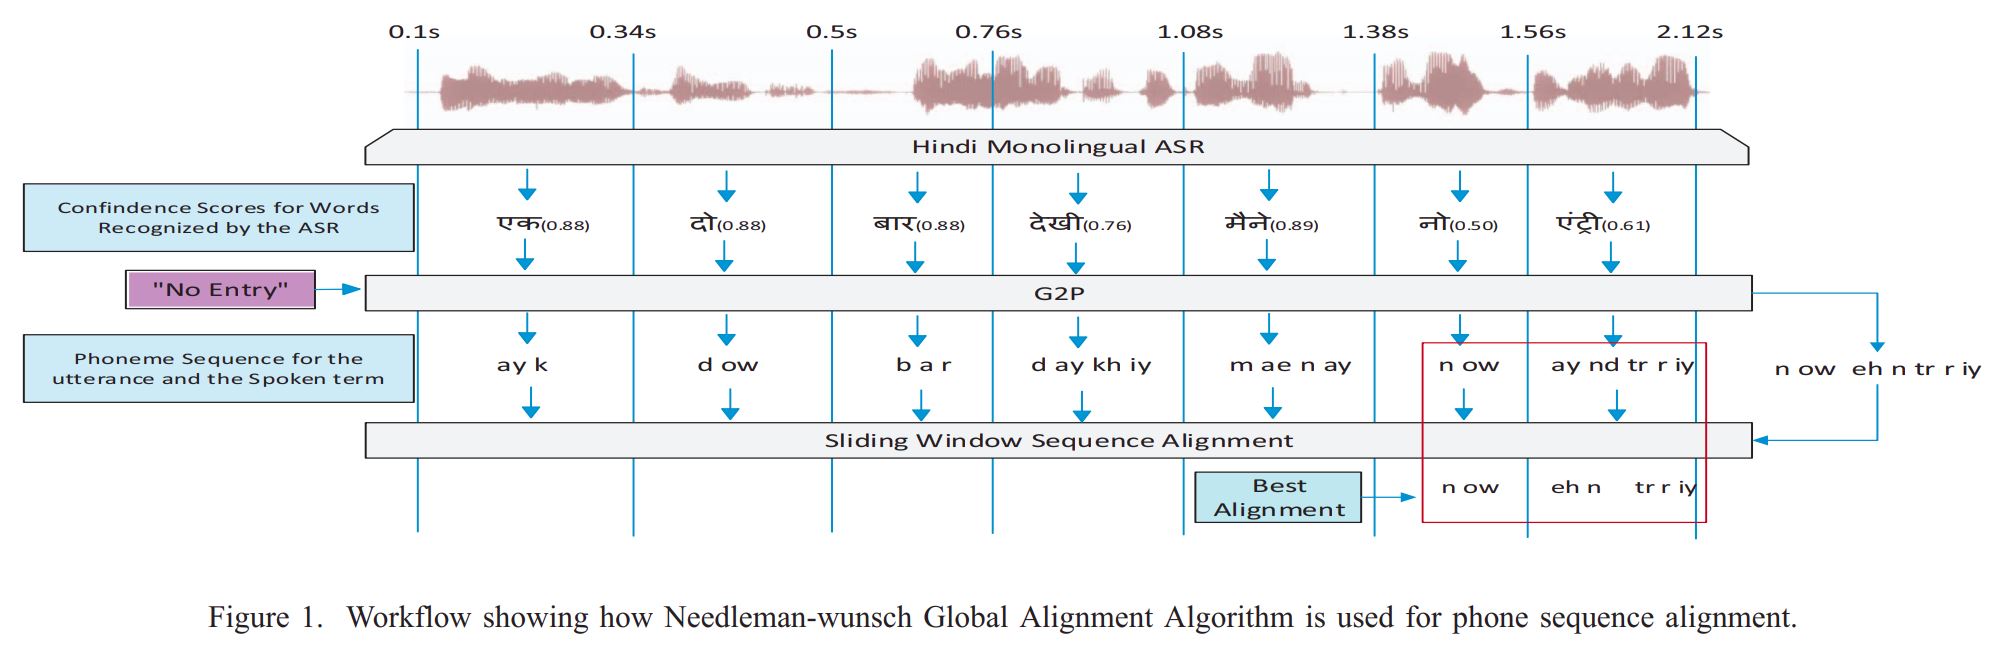 0.1s 0.34s 0.5s 0.76s 1.08s 1.38s 1.56s 2.12s
Hindi Monolingual ASR
Confindence Scores for Words
Recognized by the ASR
एक(0.88) दो(0.88) बार(0.88) देखी(0.76) मैने(0.89) नो(0.50) एंट्री(0.61)
"No Entry"
G2P
Phoneme Sequence for the
utterance and the Spoken term
ay k d ow b a r d ay kh iy m ae n ay n ow ay nd tr r iy
n ow ehn tr r iy
Sliding Window Sequence Alignment
Best
Alignment
n ow eh n tr r iy
Figure 1. Workflow showing how Needleman-wunsch Global Alignment Algorithm is used for phone sequence alignment.